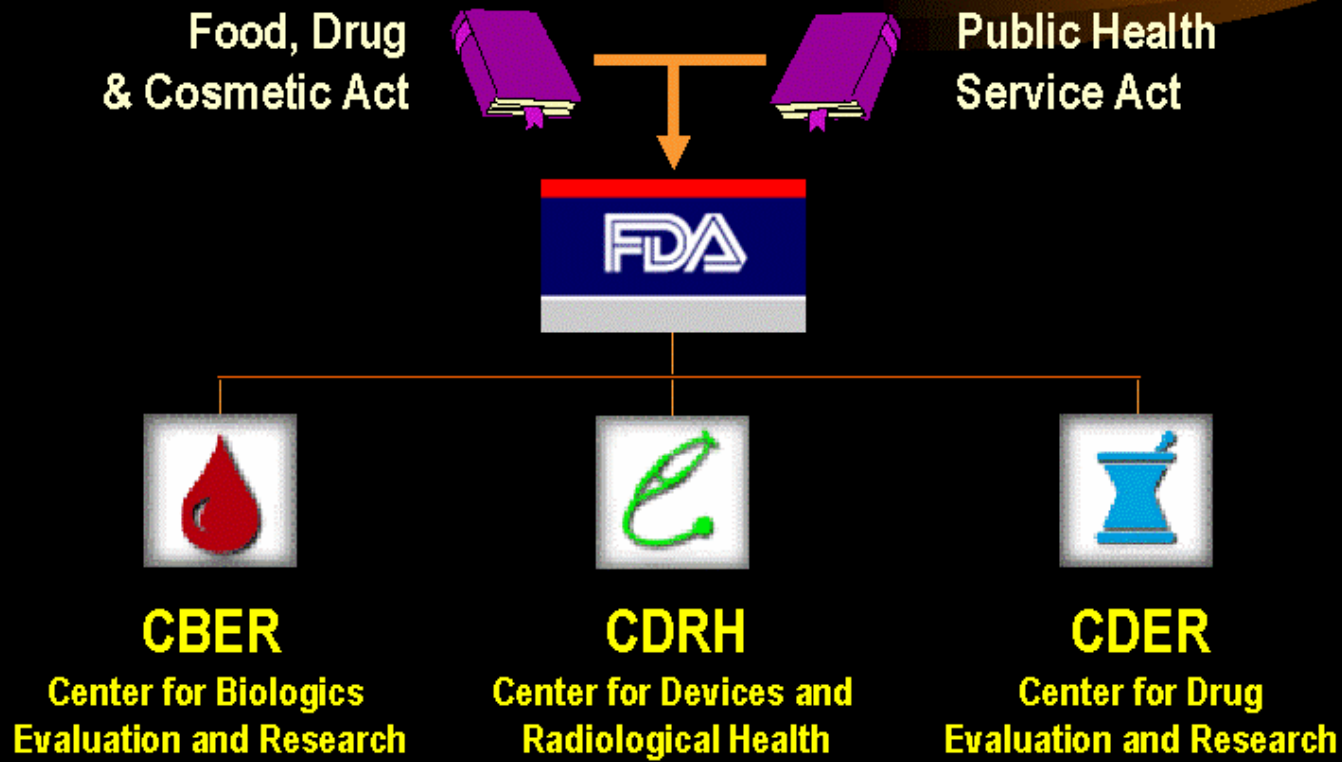 Food, Drug
& Cosmetic Act
Public Health
Service Act
FDA
CBER
Center for Biologics
Evaluation and Research
CDRH
Center for Devices and
Radiological Health
CDER
Center for Drug
Evaluation and Research